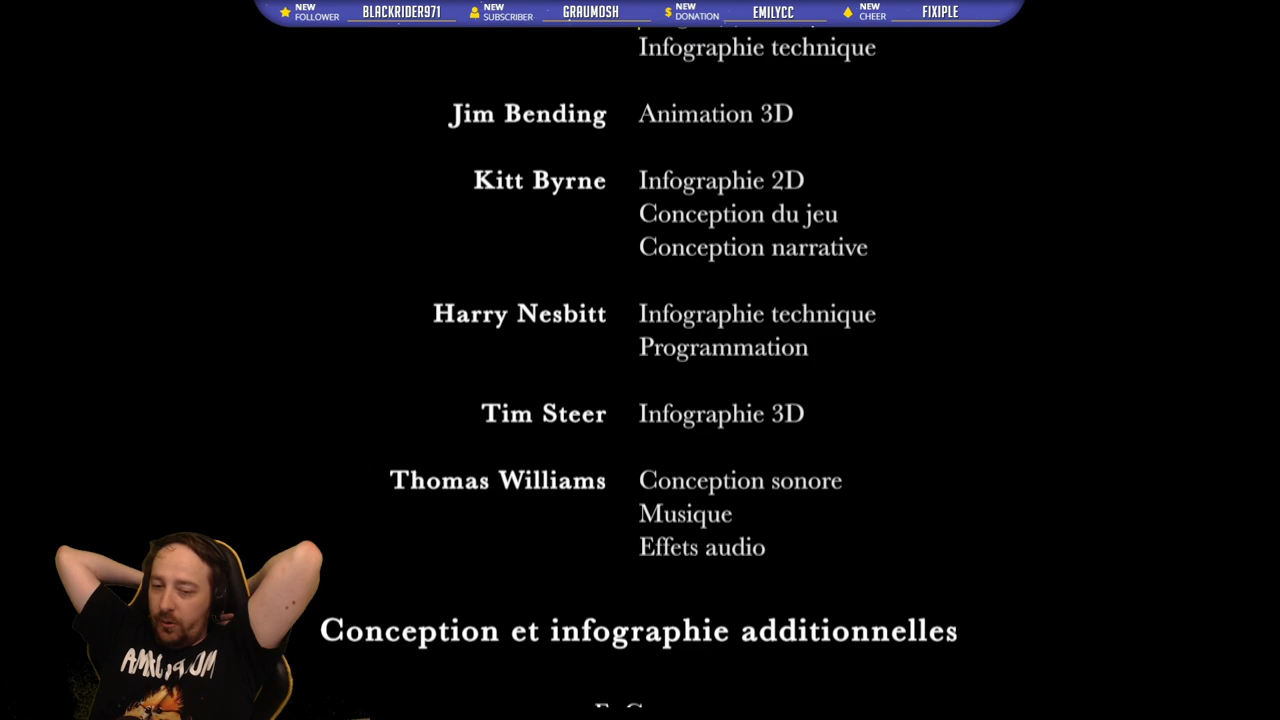 NEW FOLLOWER BLACKRIDER971 NEW SUBSCRIBER GRAUMOSH NEW DONATION EMILYCC NEW CHEER FIXIPLE
Infographie technique
Jim Bending Animation 3D
Kitt Byrne Infographie 2D
Conception du jeu
Conception narrative
Harry Nesbitt Infographie technique
Programmation
Tim Steer Infographie 3D
Thomas Williams Conception sonore
Musique
Effets audio
Conception et infographie additionnelles